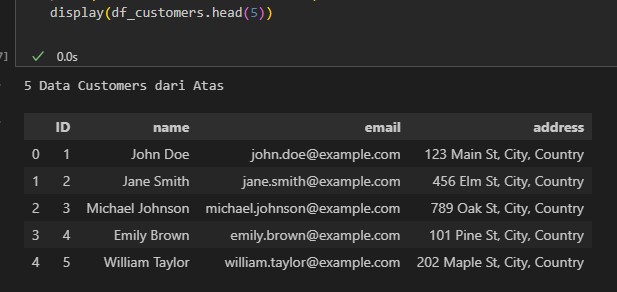 display(df_customers.head(5))
0.0s
5 Data Customers dari Atas
ID name email address
0 1 John Doe john.doe@example.com 123 Main St, City, Country
1 2 Jane Smith jane.smith@example.com 456 Elm St, City, Country
2 3 Michael Johnson michael.johnson@example.com 789 Oak St, City, Country
3 4 Emily Brown emily.brown@example.com 101 Pine St, City, Country
4 5 William Taylor william.taylor@example.com 202 Maple St, City, Country